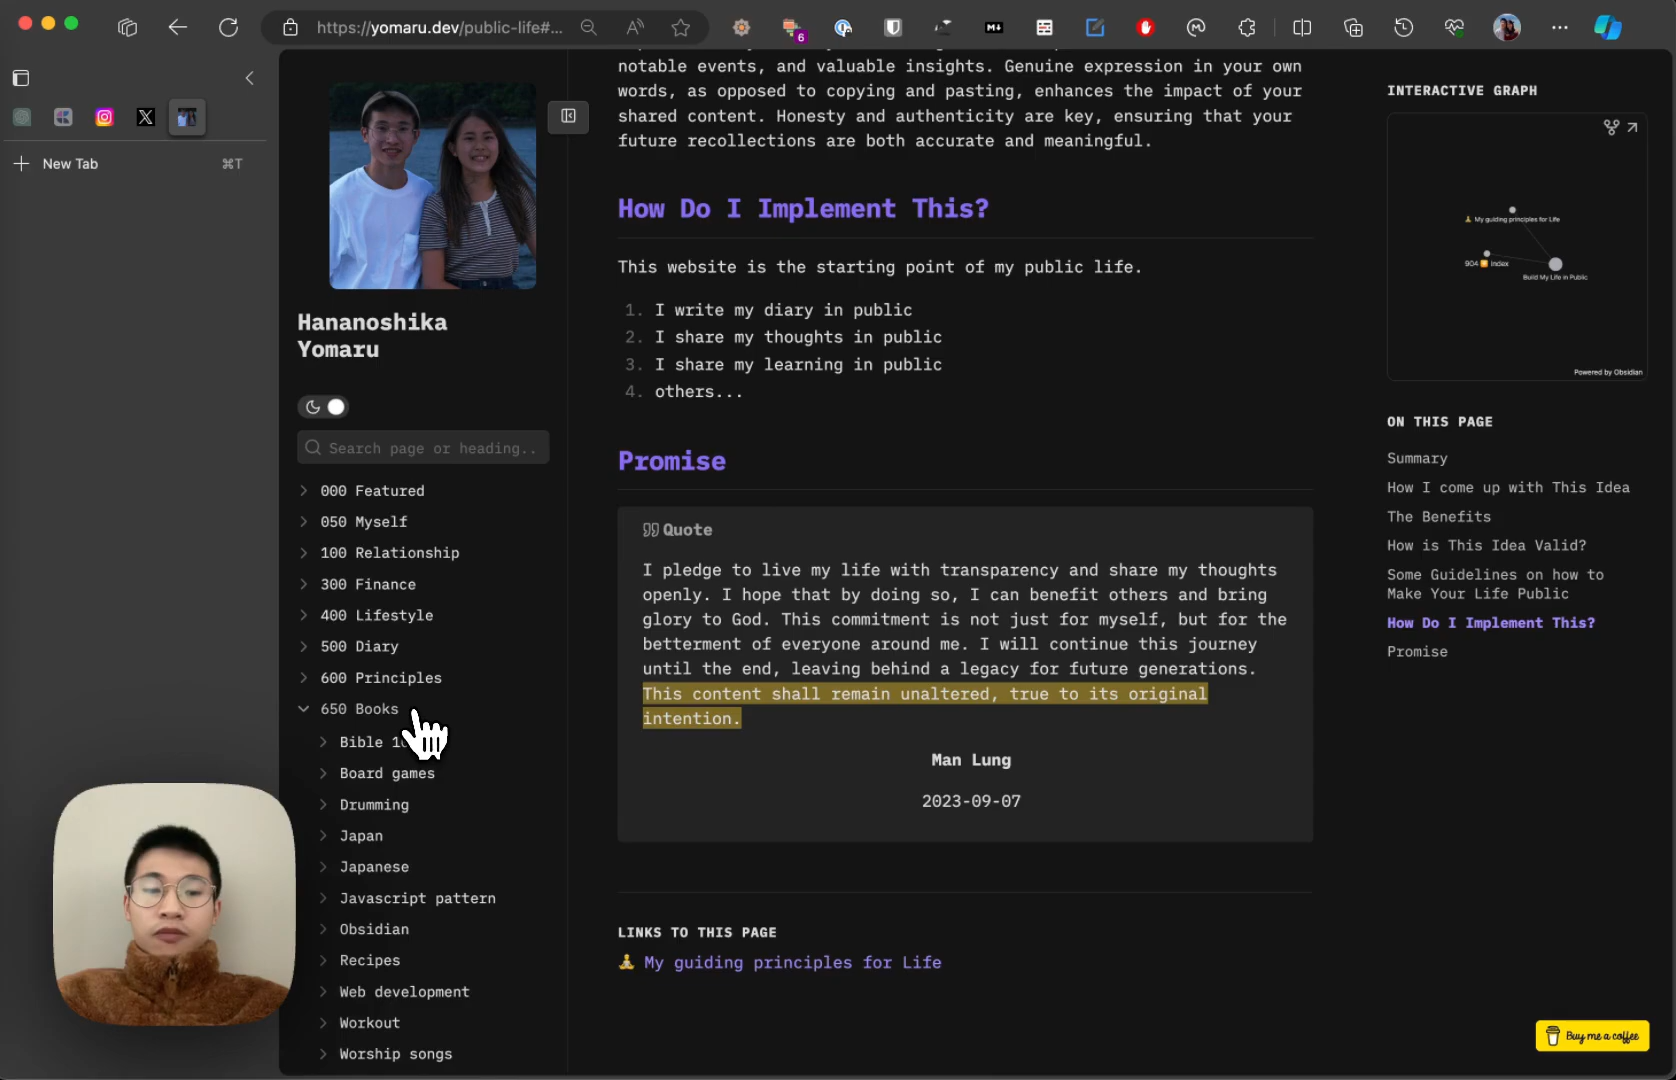 https://yomaru.dev/public-life#...
6
New Tab
⌘T
Hananoshika
Yomaru
Search page or heading..
000 Featured
050 Myself
100 Relationship
300 Finance
400 Lifestyle
500 Diary
600 Principles
650 Books
Bible 10
Board games
Drumming
Japan
Japanese
Javascript pattern
Obsidian
Recipes
Web development
Workout
Worship songs
notable events, and valuable insights. Genuine expression in your own
words, as opposed to copying and pasting, enhances the impact of your
shared content. Honesty and authenticity are key, ensuring that your
future recollections are both accurate and meaningful.
How Do I Implement This?
This website is the starting point of my public life.
1. I write my diary in public
2. I share my thoughts in public
3. I share my learning in public
4. others...
Promise
Quote
I pledge to live my life with transparency and share my thoughts
openly. I hope that by doing so, I can benefit others and bring
glory to God. This commitment is not just for myself, but for the
betterment of everyone around me. I will continue this journey
until the end, leaving behind a legacy for future generations.
This content shall remain unaltered, true to its original
intention.
Man Lung
2023-09-07
LINKS TO THIS PAGE
🧘 My guiding principles for Life
INTERACTIVE GRAPH
My guiding principles for Life
904 Index
Build My Life in Public
Powered by Obsidian
ON THIS PAGE
Summary
How I come up with This Idea
The Benefits
How is This Idea Valid?
Some Guidelines on how to
Make Your Life Public
How Do I Implement This?
Promise
Buy me a coffee